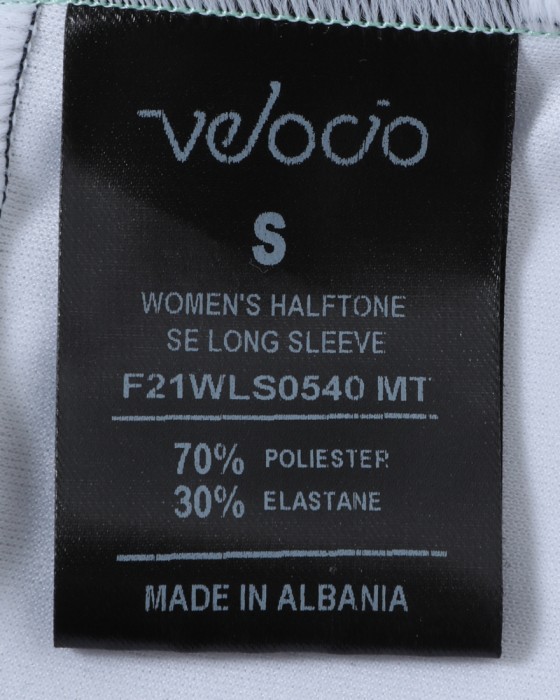 velocio
S
WOMEN'S HALFTONE
SE LONG SLEEVE
F21WLS0540 MT
70% POLIESTER
30% ELASTANE
MADE IN ALBANIA